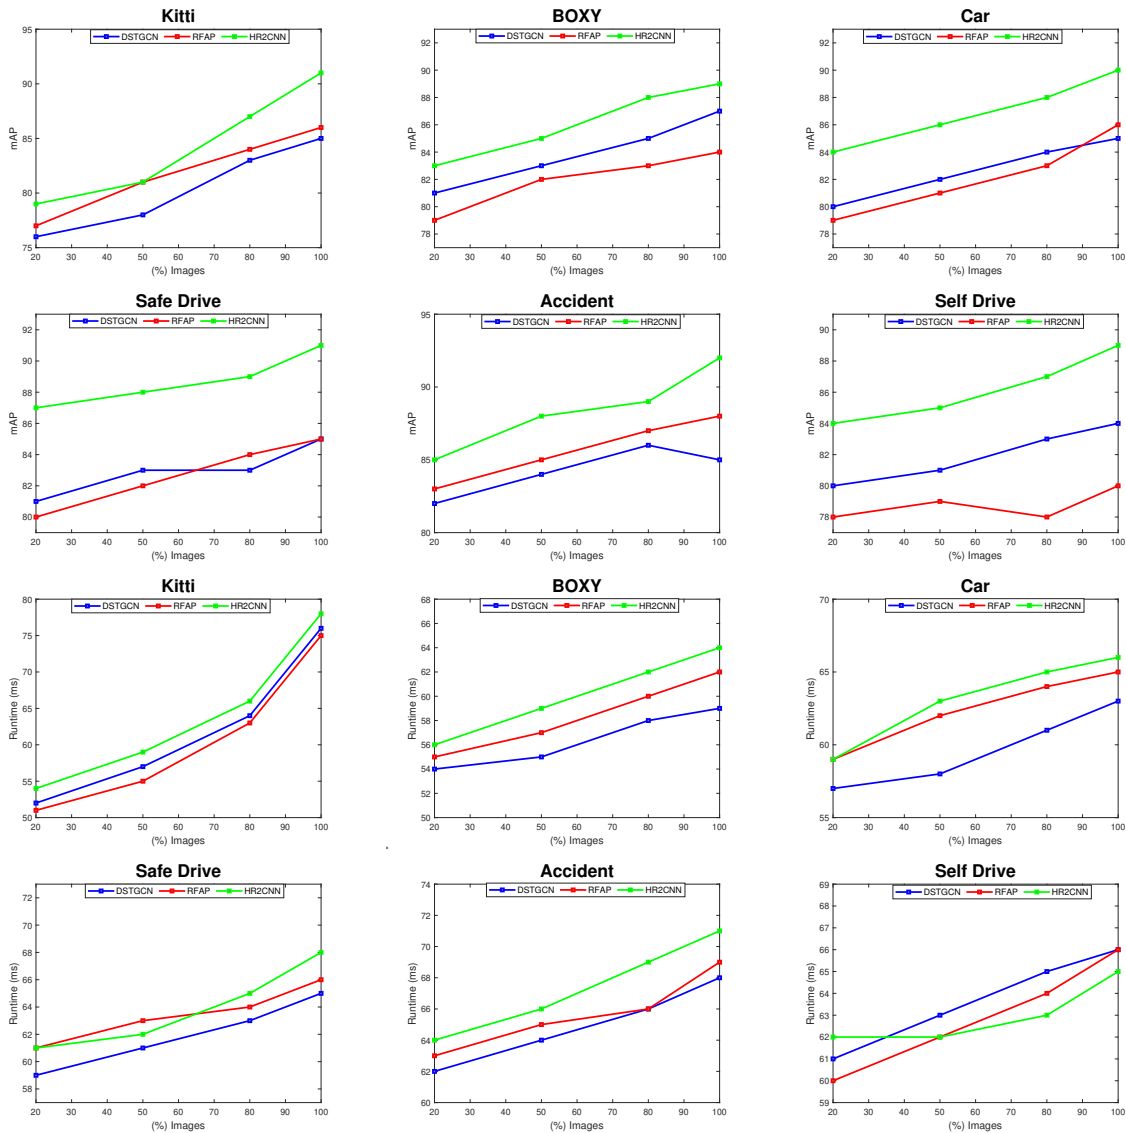 Kitti
95
90
85
80
75
mAP
DSTGCN RFAP HR2CNN
20 30 40 50 60 70 80 90 100
(%) Images
BOXY
92
90
88
86
84
82
80
78
mAP
DSTGCN RFAP HR2CNN
20 30 40 50 60 70 80 90 100
(%) Images
Car
92
90
88
86
84
82
80
78
mAP
DSTGCN RFAP HR2CNN
20 30 40 50 60 70 80 90 100
(%) Images
Safe Drive
92
90
88
86
84
82
80
mAP
DSTGCN RFAP HR2CNN
20 30 40 50 60 70 80 90 100
(%) Images
Accident
95
90
85
80
mAP
DSTGCN RFAP HR2CNN
20 30 40 50 60 70 80 90 100
(%) Images
Self Drive
90
88
86
84
82
80
78
mAP
DSTGCN RFAP HR2CNN
20 30 40 50 60 70 80 90 100
(%) Images
Kitti
80
75
70
65
60
55
50
Runtime (ms)
DSTGCN RFAP HR2CNN
20 30 40 50 60 70 80 90 100
(%) Images
BOXY
68
66
64
62
60
58
56
54
52
50
Runtime (ms)
DSTGCN RFAP HR2CNN
20 30 40 50 60 70 80 90 100
(%) Images
Car
70
65
60
55
Runtime (ms)
DSTGCN RFAP HR2CNN
20 30 40 50 60 70 80 90 100
(%) Images
Safe Drive
72
70
68
66
64
62
60
58
Runtime (ms)
DSTGCN RFAP HR2CNN
20 30 40 50 60 70 80 90 100
(%) Images
Accident
74
72
70
68
66
64
62
60
Runtime (ms)
DSTGCN RFAP HR2CNN
20 30 40 50 60 70 80 90 100
(%) Images
Self Drive
69
68
67
66
65
64
63
62
61
60
59
Runtime (ms)
DSTGCN RFAP HR2CNN
20 30 40 50 60 70 80 90 100
(%) Images